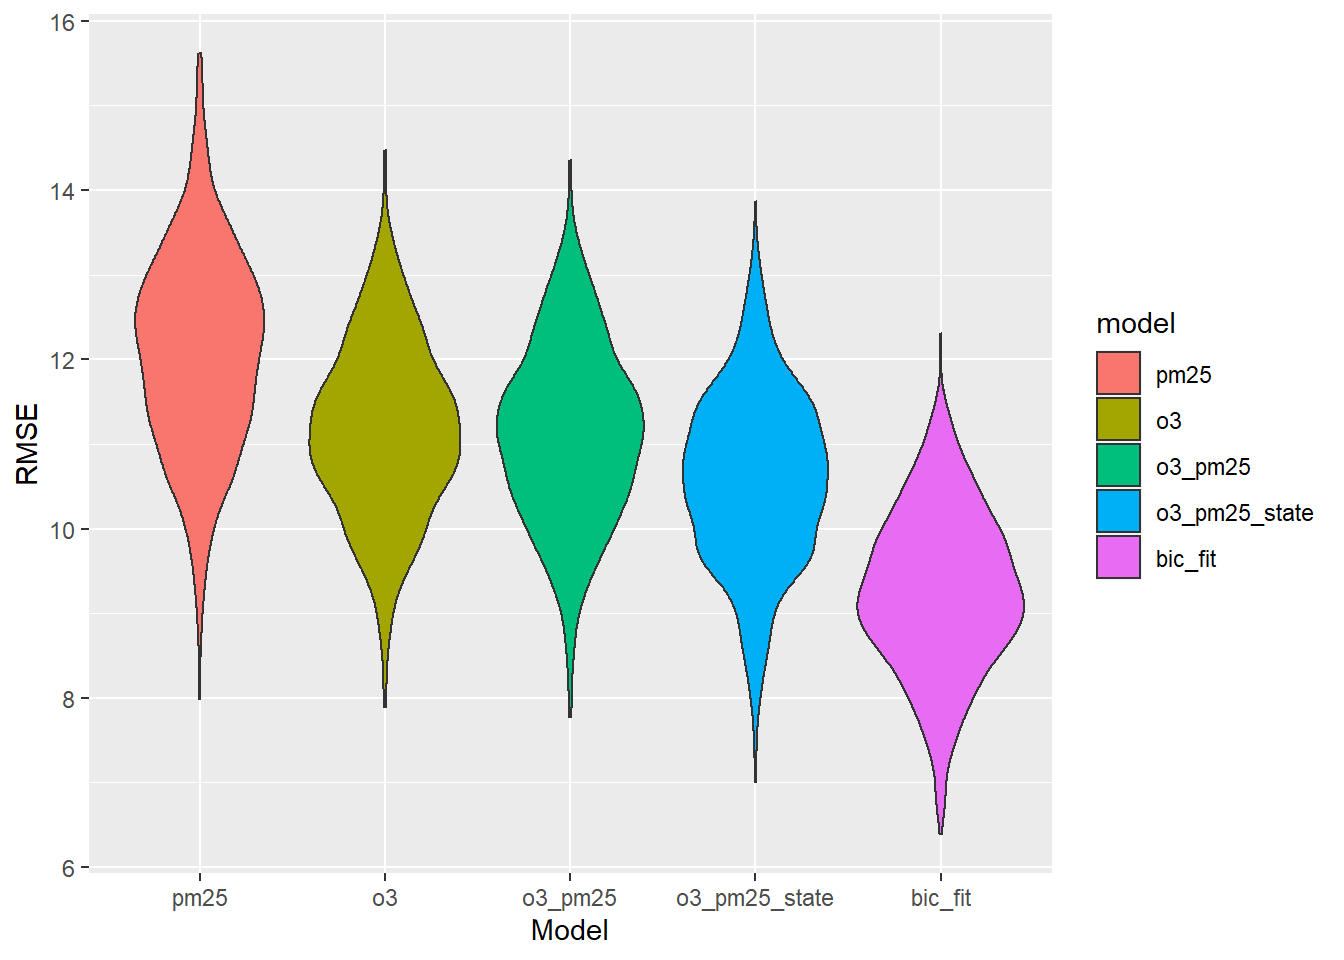 16
14
12
10
8
6
RMSE
pm25
o3
o3_pm25
o3_pm25_state
bic_fit
Model
model
pm25
o3
o3_pm25
o3_pm25_state
bic_fit